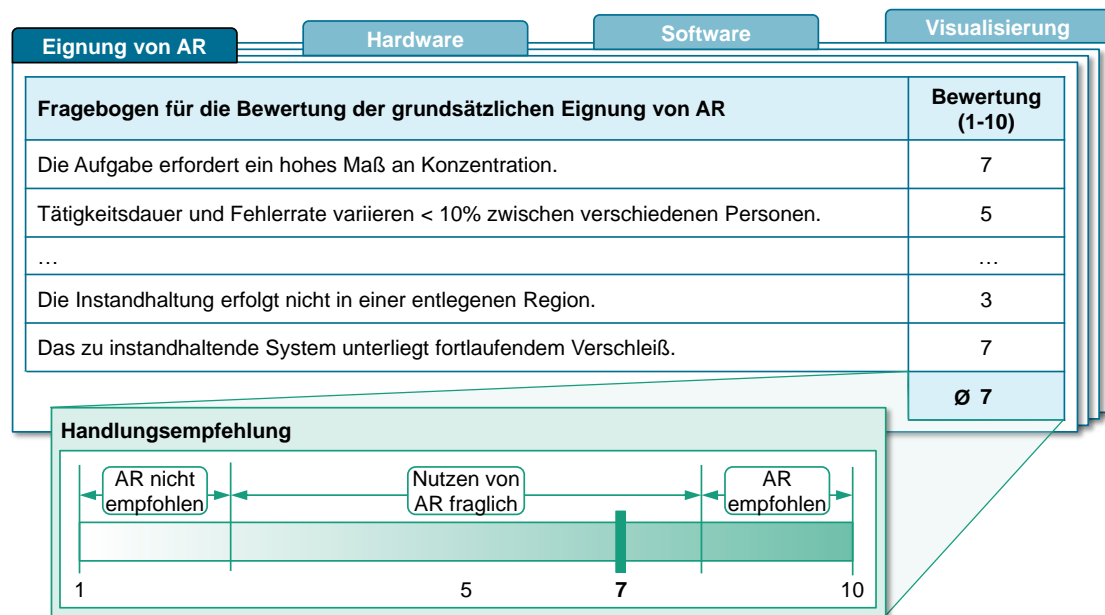 Eignung von AR
Hardware
Software
Visualisierung
Fragebogen für die Bewertung der grundsätzlichen Eignung von AR
Bewertung
(1-10)
Die Aufgabe erfordert ein hohes Maß an Konzentration.
7
Tätigkeitsdauer und Fehlerrate variieren < 10% zwischen verschiedenen Personen.
5
…
…
Die Instandhaltung erfolgt nicht in einer entlegenen Region.
3
Das zu instandhaltende System unterliegt fortlaufendem Verschleiß.
7
Ø 7
Handlungsempfehlung
AR nicht
empfohlen
Nutzen von
AR fraglich
AR
empfohlen
1
5
7
10